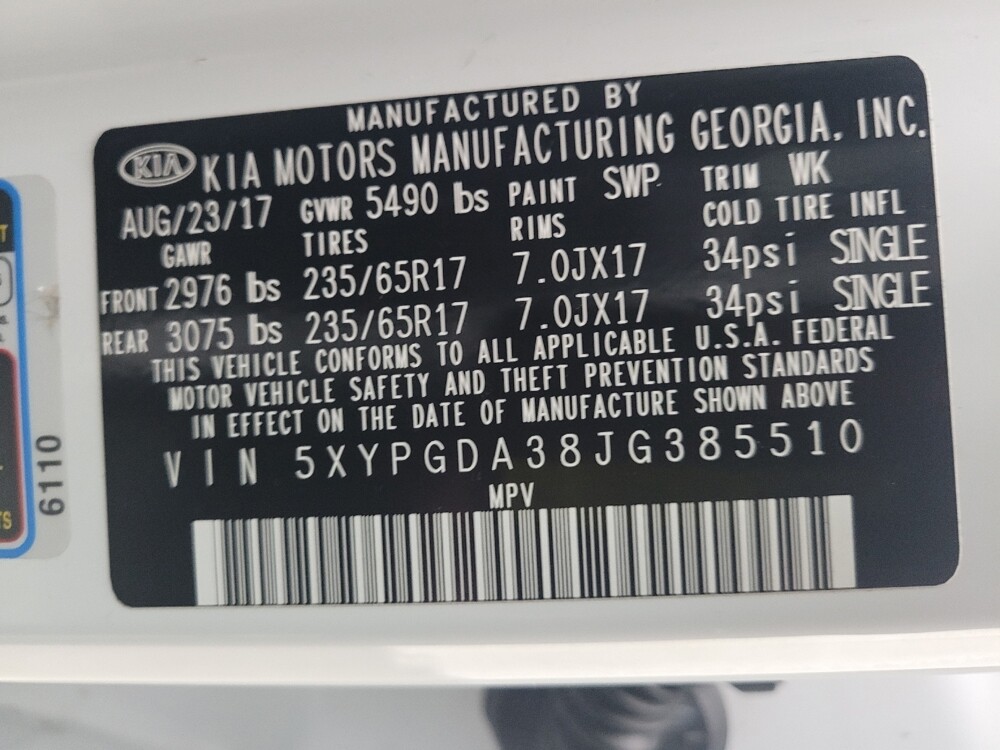 MANUFACTURED BY
KIA KIA MOTORS MANUFACTURING GEORGIA, INC.
AUG/23/17 GVWR 5490 lbs PAINT SWP TRIM WK
GAWR TIRES RIMS COLD TIRE INFL
FRONT 2976 lbs 235/65R17 7.0JX17 34psi SINGLE
REAR 3075 lbs 235/65R17 7.0JX17 34psi SINGLE
THIS VEHICLE CONFORMS TO ALL APPLICABLE U.S.A. FEDERAL
MOTOR VEHICLE SAFETY AND THEFT PREVENTION STANDARDS
IN EFFECT ON THE DATE OF MANUFACTURE SHOWN ABOVE
VIN 5XYPGDA38JG385510
MPV
6110